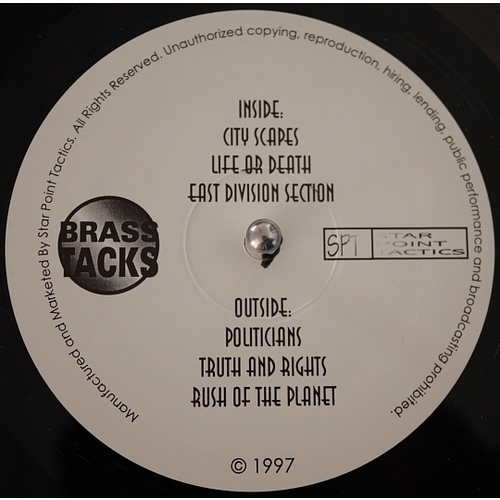 Manufactured and Marketed By Star Point Tactics. All Rights Reserved. Unauthorized copying, reproduction, hiring, lending, public performance and broadcasting prohibited.
INSIDE:
CITY SCAPES
LIFE OR DEATH
EAST DIVISION SECTION
BRASS
TACKS
SPT
STAR
POINT
TACTICS
OUTSIDE:
POLITICIANS
TRUTH AND RIGHTS
RUSH OF THE PLANET
© 1997